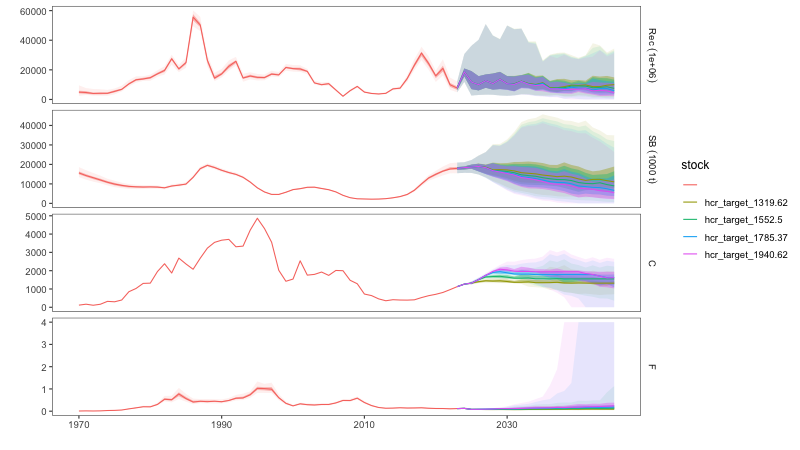 60000
40000
20000
0
Rec (1e+06)
40000
30000
20000
10000
0
SB (1000 t)
5000
4000
3000
2000
1000
0
C
4
3
2
1
0
F
1970
1990
2010
2030
stock
hcr_target_1319.62
hcr_target_1552.5
hcr_target_1785.37
hcr_target_1940.62